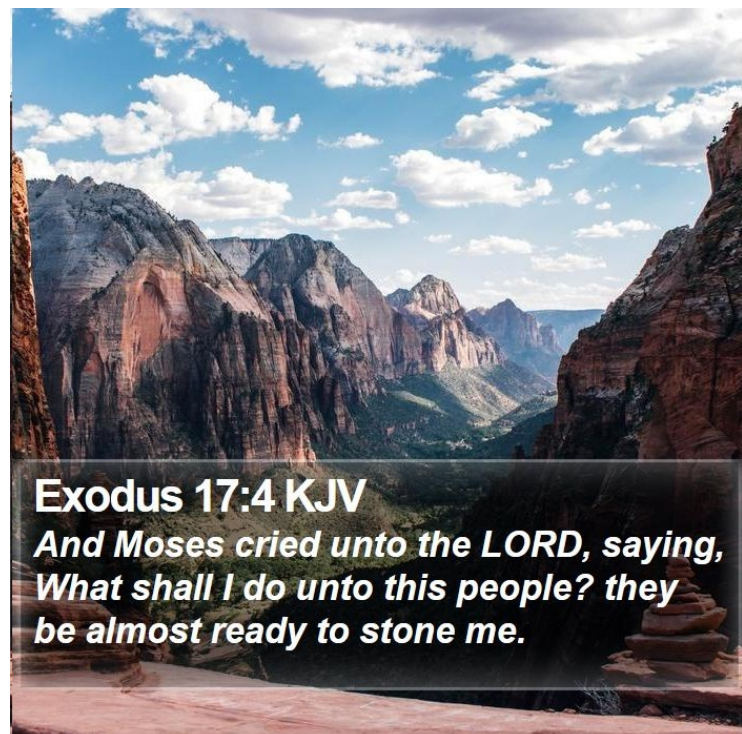 Exodus 17:4 KJV
And Moses cried unto the LORD, saying,
What shall I do unto this people? they
be almost ready to stone me.